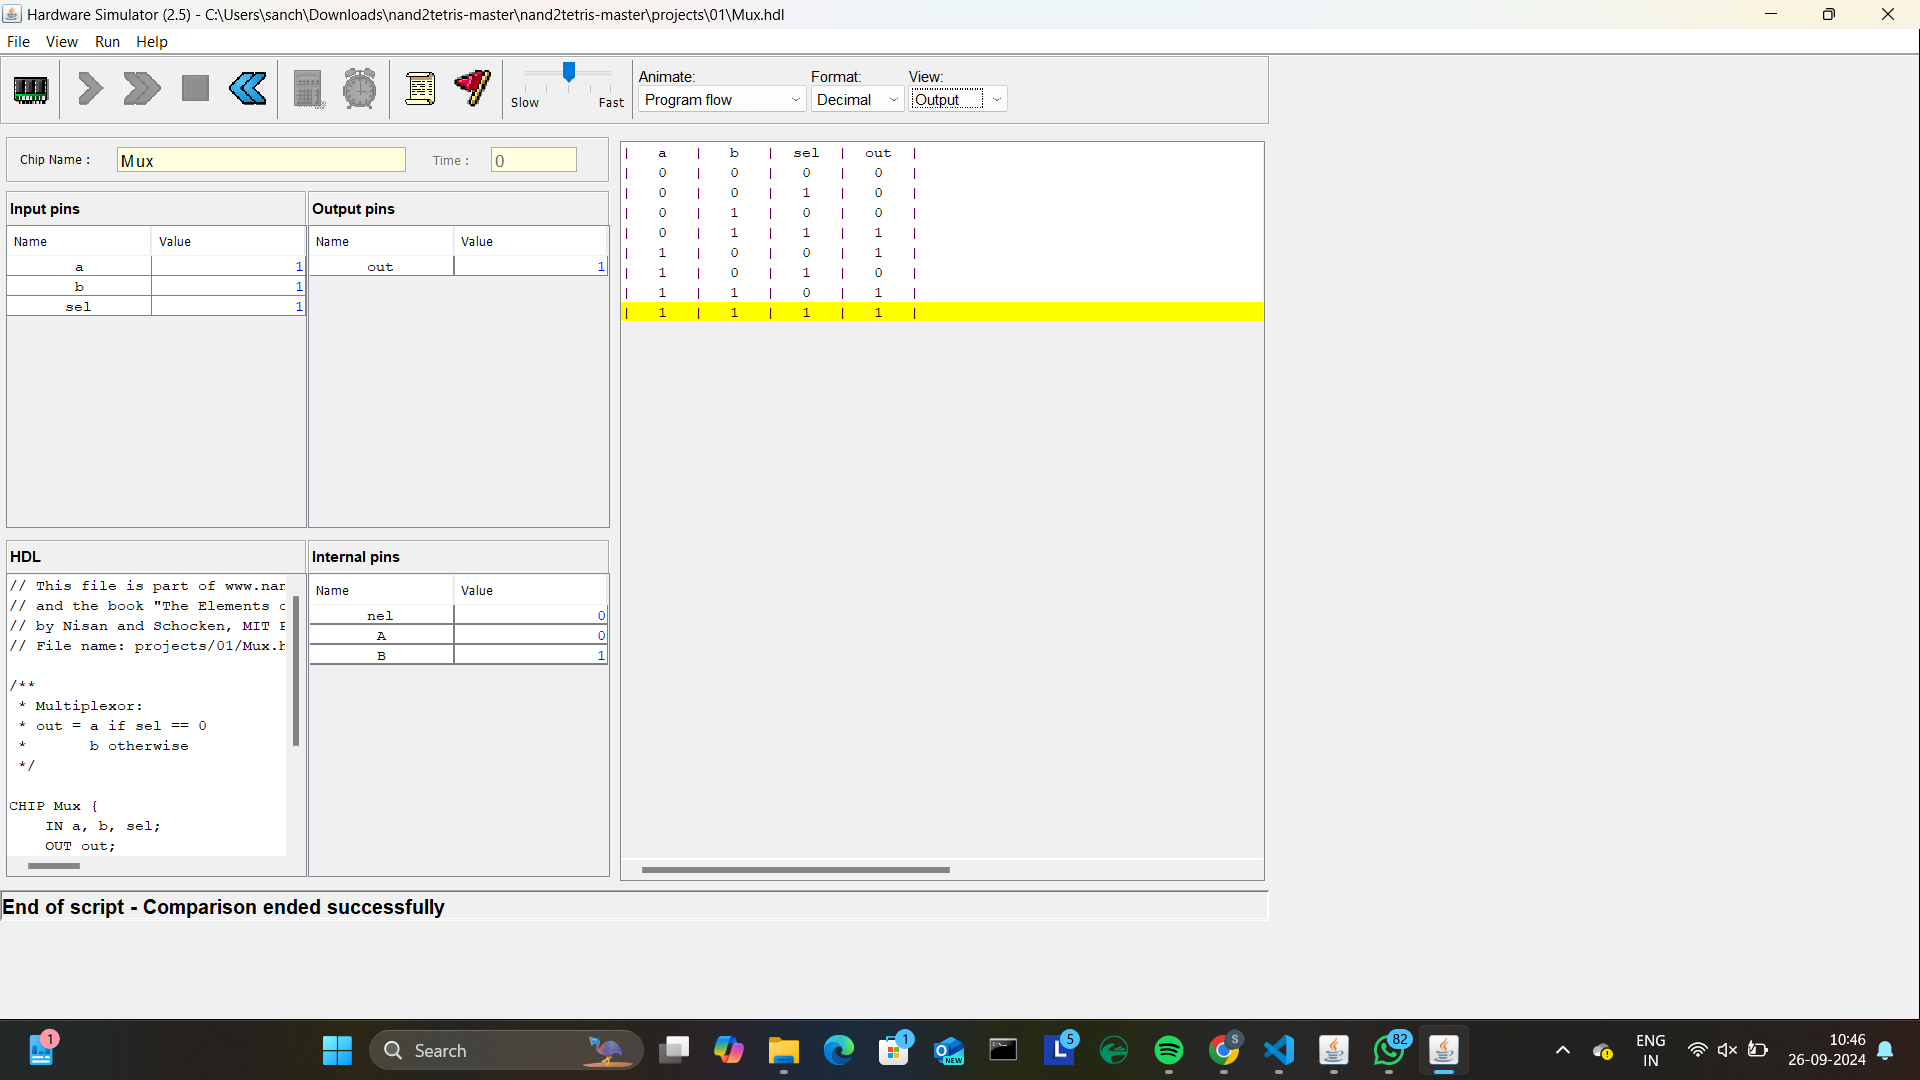 Hardware Simulator (2.5) - C:\Users\sanch\Downloads\nand2tetris-master\nand2tetris-master\projects\01\Mux.hdl
File View Run Help
Slow Fast
Animate: Format: View:
Program flow Decimal Output
Chip Name : Mux Time : 0
Input pins
Name Value
a 1
b 1
sel 1
Output pins
Name Value
out 1
| a | b | sel | out |
| 0 | 0 | 0 | 0 |
| 0 | 0 | 1 | 0 |
| 0 | 1 | 0 | 0 |
| 0 | 1 | 1 | 1 |
| 1 | 0 | 0 | 1 |
| 1 | 0 | 1 | 0 |
| 1 | 1 | 0 | 1 |
| 1 | 1 | 1 | 1 |
HDL
// This file is part of www.nan
// and the book "The Elements o
// by Nisan and Schocken, MIT P
// File name: projects/01/Mux.h
/**
* Multiplexor:
* out = a if sel == 0
* b otherwise
*/
CHIP Mux {
IN a, b, sel;
OUT out;
Internal pins
Name Value
nel 0
A 0
B 1
End of script - Comparison ended successfully
1
Search
1
NEW
5
S
82
ENG
IN
10:46
26-09-2024